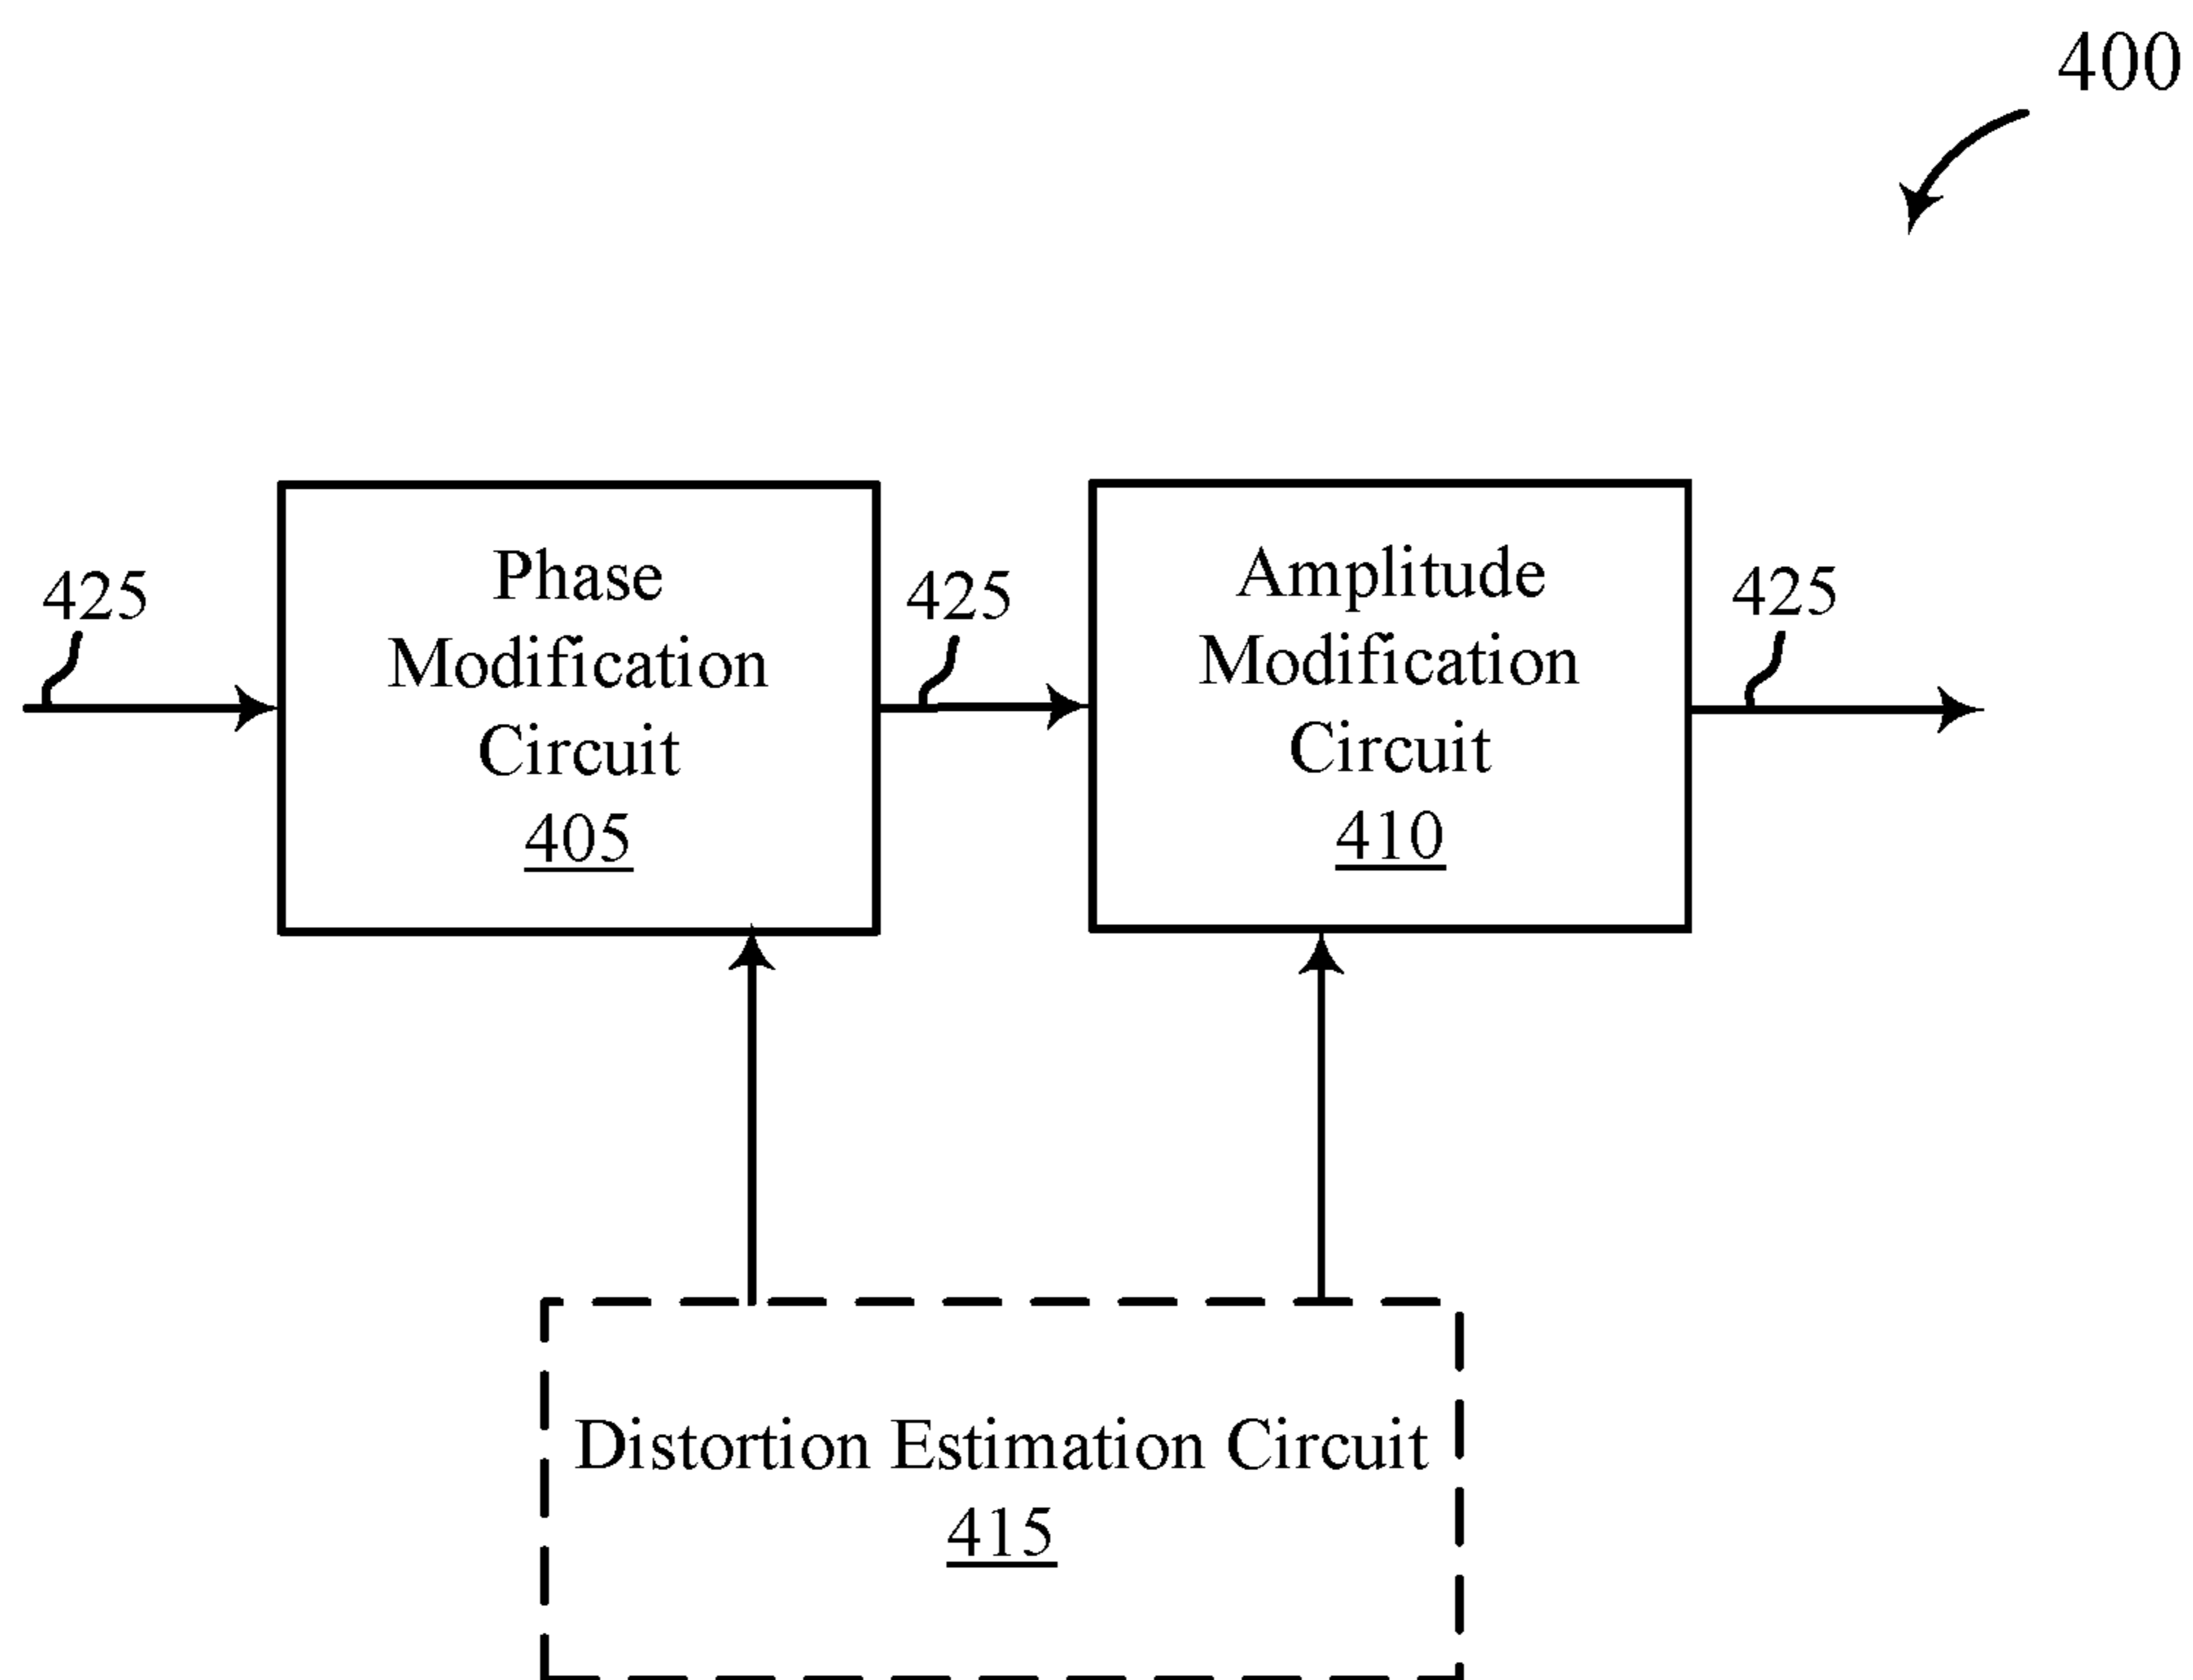 400
425
Phase
Modification
Circuit
405
425
Amplitude
Modification
Circuit
410
425
Distortion Estimation Circuit
415